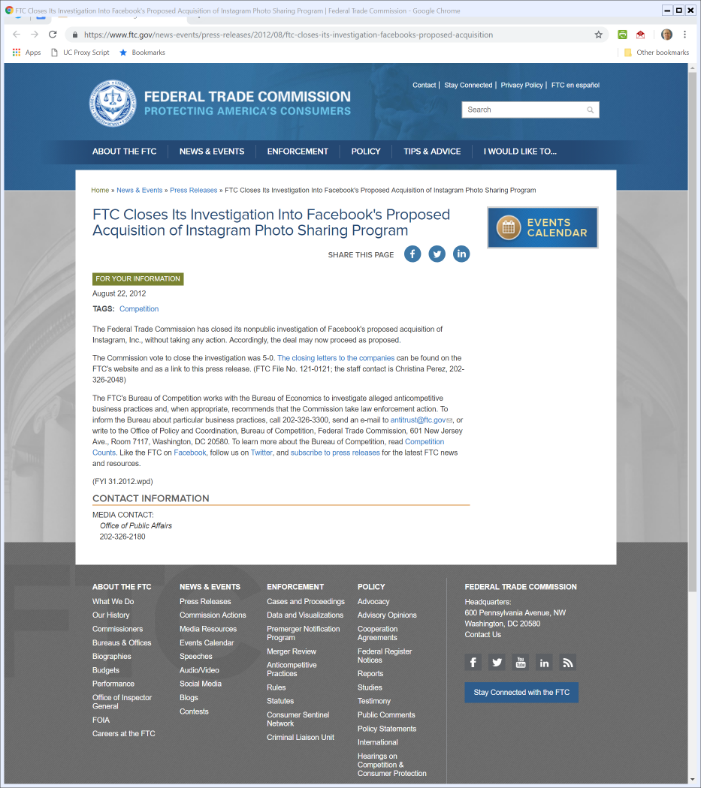 FTC Closes Its Investigation Into Facebook's Proposed Acquisition of Instagram Photo Sharing Program | Federal Trade Commission - Google Chrome
https://www.ftc.gov/news-events/press-releases/2012/08/ftc-closes-its-investigation-facebooks-proposed-acquisition
Apps UC Proxy Script Bookmarks Other bookmarks
Contact | Stay Connected | Privacy Policy | FTC en español
FEDERAL TRADE COMMISSION
PROTECTING AMERICA'S CONSUMERS
Search
ABOUT THE FTC NEWS & EVENTS ENFORCEMENT POLICY TIPS & ADVICE I WOULD LIKE TO...
Home » News & Events » Press Releases » FTC Closes Its Investigation Into Facebook's Proposed Acquisition of Instagram Photo Sharing Program
FTC Closes Its Investigation Into Facebook's Proposed
Acquisition of Instagram Photo Sharing Program
EVENTS
CALENDAR
SHARE THIS PAGE
FOR YOUR INFORMATION
August 22, 2012
TAGS: Competition
The Federal Trade Commission has closed its nonpublic investigation of Facebook's proposed acquisition of
Instagram, Inc., without taking any action. Accordingly, the deal may now proceed as proposed.
The Commission vote to close the investigation was 5-0. The closing letters to the companies can be found on the
FTC's website and as a link to this press release. (FTC File No. 121-0121; the staff contact is Christina Perez, 202-
326-2048)
The FTC's Bureau of Competition works with the Bureau of Economics to investigate alleged anticompetitive
business practices and, when appropriate, recommends that the Commission take law enforcement action. To
inform the Bureau about particular business practices, call 202-326-3300, send an e-mail to antitrust@ftc.gov, or
write to the Office of Policy and Coordination, Bureau of Competition, Federal Trade Commission, 601 New Jersey
Ave., Room 7117, Washington, DC 20580. To learn more about the Bureau of Competition, read Competition
Counts. Like the FTC on Facebook, follow us on Twitter, and subscribe to press releases for the latest FTC news
and resources.
(FYI 31.2012.wpd)
CONTACT INFORMATION
MEDIA CONTACT:
Office of Public Affairs
202-326-2180
ABOUT THE FTC
What We Do
Our History
Commissioners
Bureaus & Offices
Biographies
Budgets
Performance
Office of Inspector
General
FOIA
Careers at the FTC
NEWS & EVENTS
Press Releases
Commission Actions
Media Resources
Events Calendar
Speeches
Audio/Video
Social Media
Blogs
Contests
ENFORCEMENT
Cases and Proceedings
Data and Visualizations
Premerger Notification
Program
Merger Review
Anticompetitive
Practices
Rules
Statutes
Consumer Sentinel
Network
Criminal Liaison Unit
POLICY
Advocacy
Advisory Opinions
Cooperation
Agreements
Federal Register
Notices
Reports
Studies
Testimony
Public Comments
Policy Statements
International
Hearings on
Competition &
Consumer Protection
FEDERAL TRADE COMMISSION
Headquarters:
600 Pennsylvania Avenue, NW
Washington, DC 20580
Contact Us
Stay Connected with the FTC
FTC